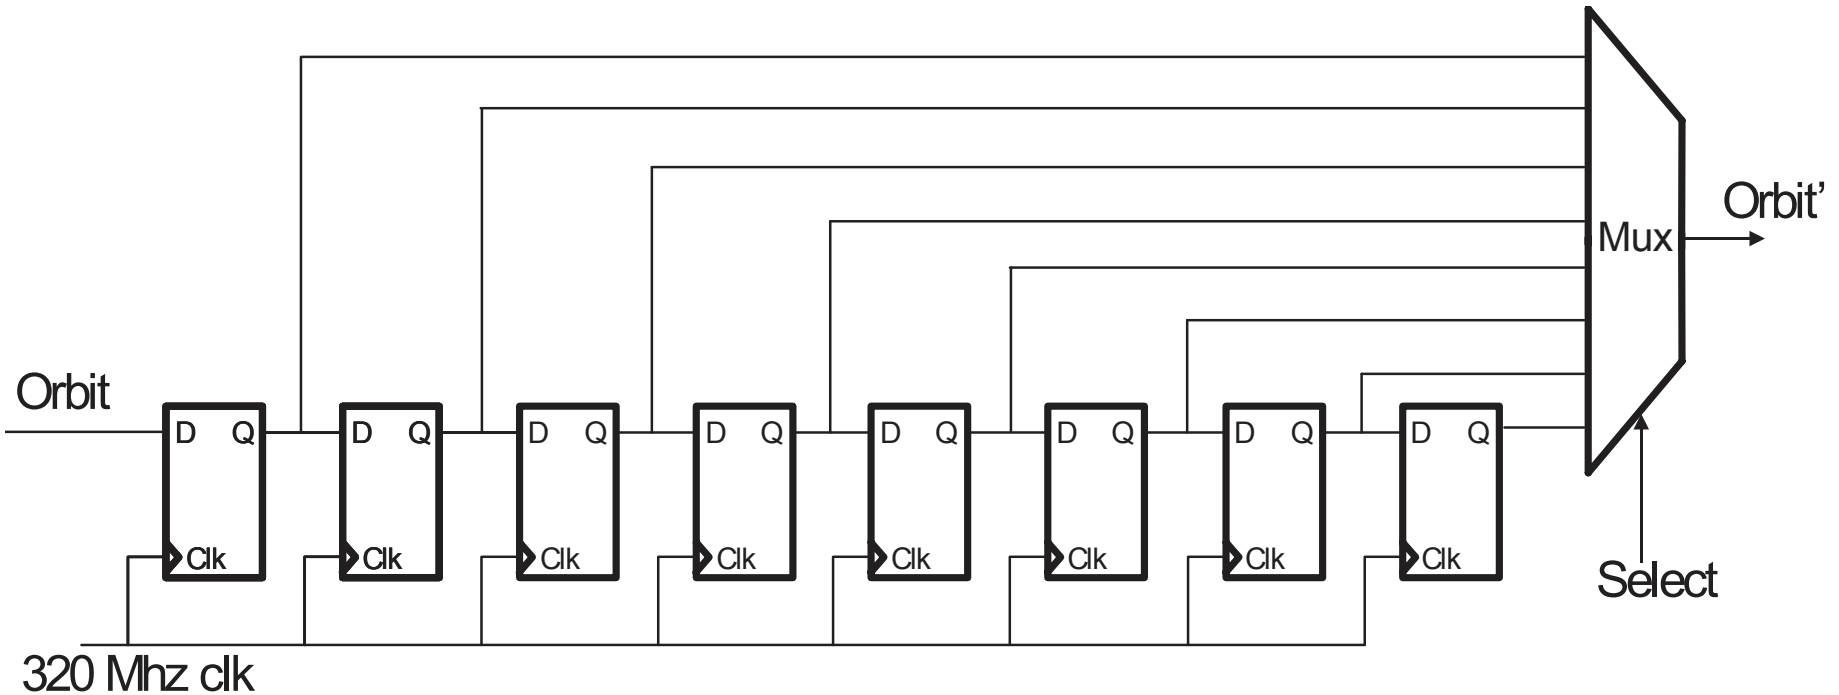 Orbit'
Mux
Orbit
D Q D Q D Q D Q D Q D Q D Q D Q
Clk Clk Clk Clk Clk Clk Clk Clk
Select
320 Mhz clk